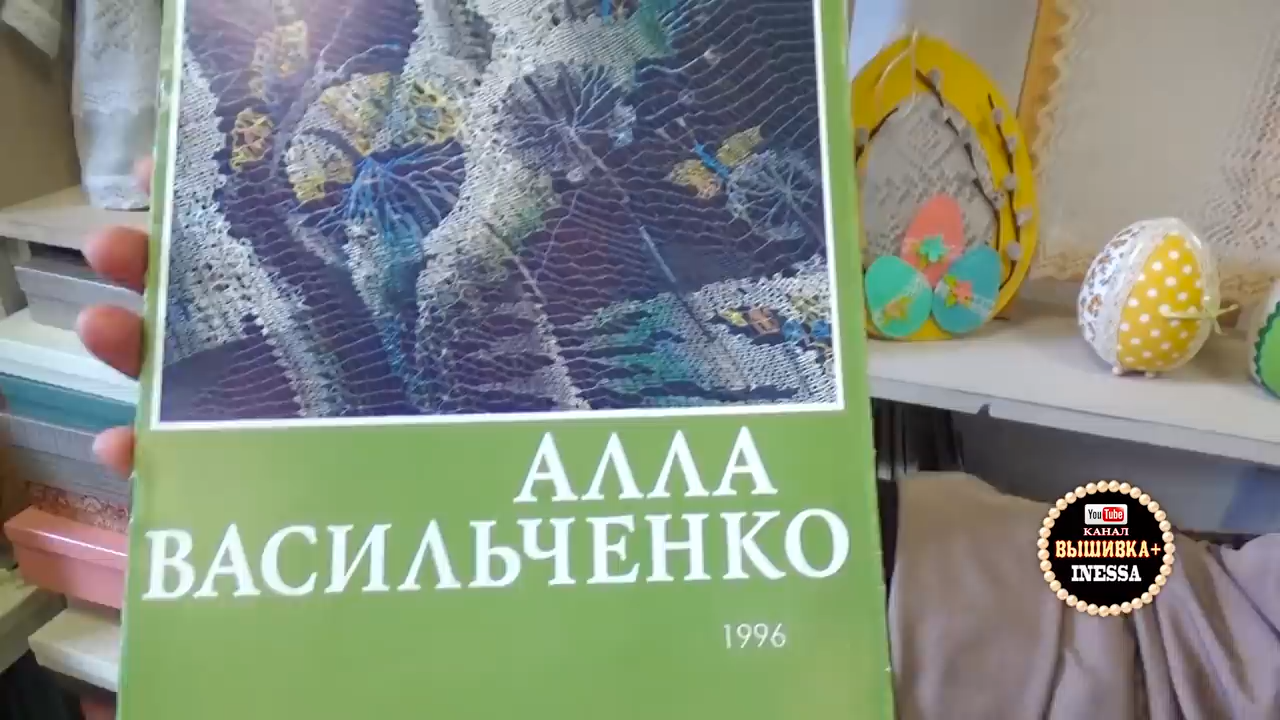 АЛЛА
ВАСИЛЬЧЕНКО
1996
YouTube
КАНАЛ
ВЫШИВКА+
INESSA